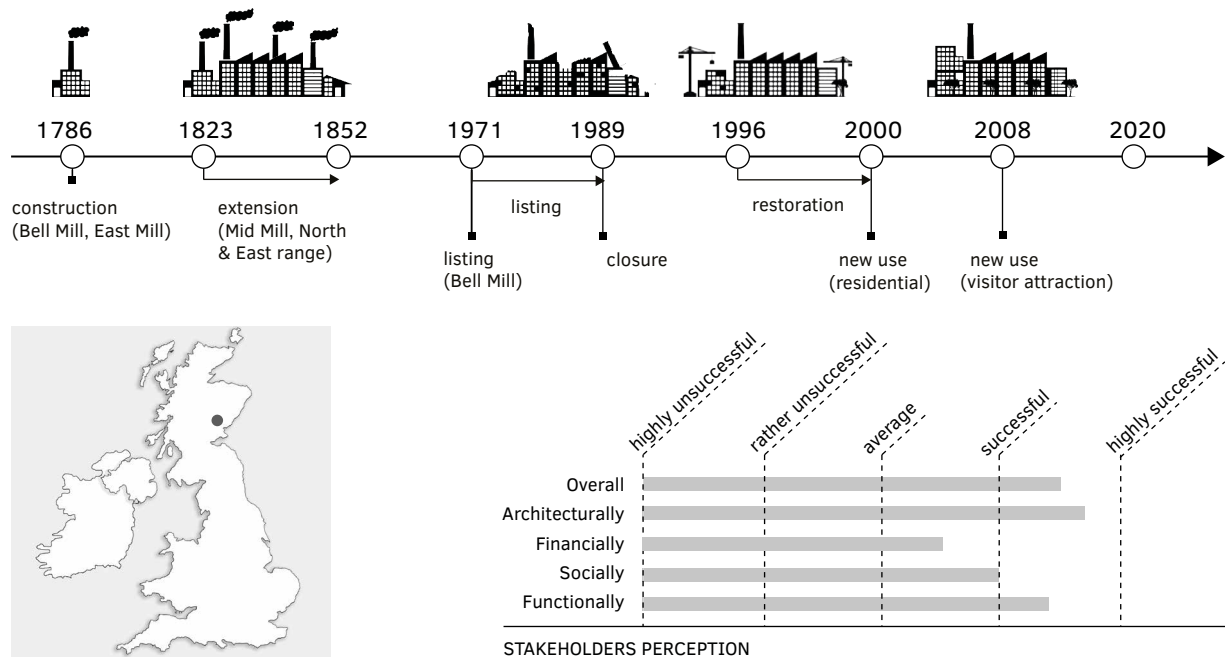 1786
1823
1852
1971
1989
1996
2000
2008
2020
construction
(Bell Mill, East Mill)
extension
(Mid Mill, North
& East range)
listing
restoration
listing
(Bell Mill)
closure
new use
(residential)
new use
(visitor attraction)
highly unsuccessful
rather unsuccessful
average
successful
highly successful
Overall
Architecturally
Financially
Socially
Functionally
STAKEHOLDERS PERCEPTION